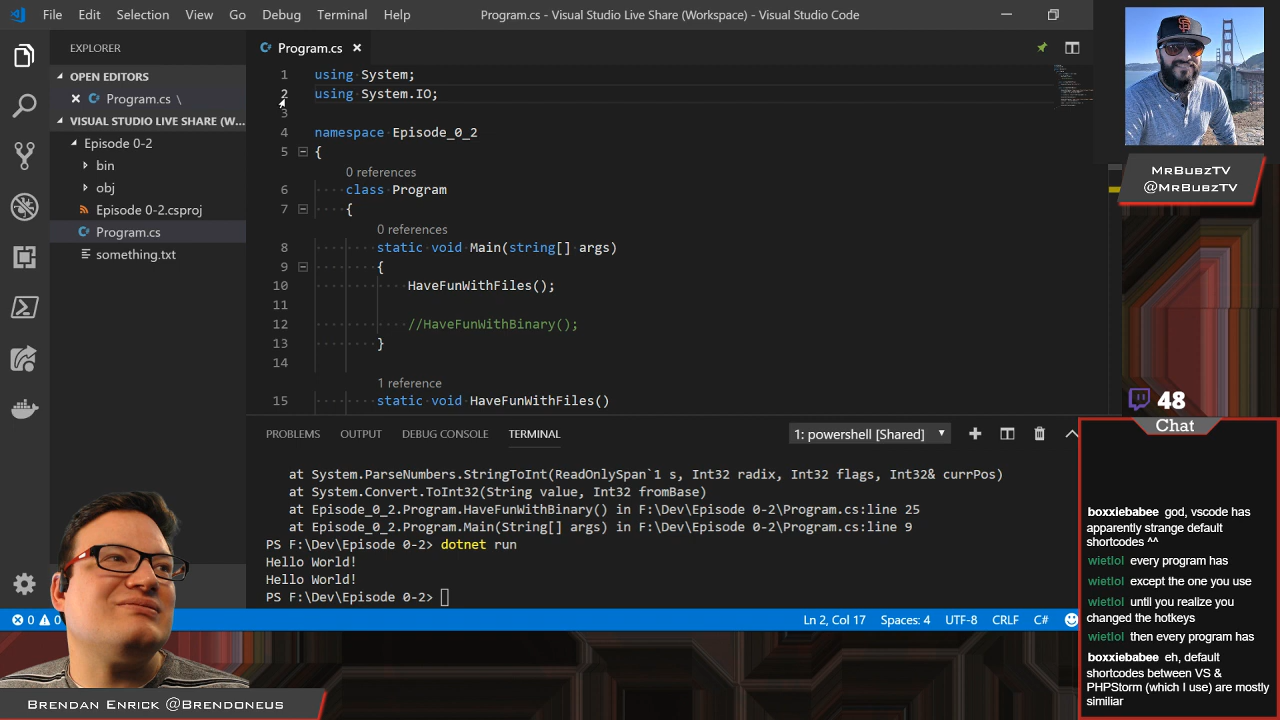 File Edit Selection View Go Debug Terminal Help
Program.cs - Visual Studio Live Share (Workspace) - Visual Studio Code
EXPLORER
OPEN EDITORS
Program.cs \
VISUAL STUDIO LIVE SHARE (W...
Episode 0-2
bin
obj
Episode 0-2.csproj
Program.cs
something.txt
Program.cs
1 using System;
2 using System.IO;
3
4 namespace Episode_0_2
5 {
0 references
6 class Program
7 {
0 references
8 static void Main(string[] args)
9 {
10 HaveFunWithFiles();
11
12 //HaveFunWithBinary();
13 }
14
1 reference
15 static void HaveFunWithFiles()
PROBLEMS OUTPUT DEBUG CONSOLE TERMINAL
1: powershell [Shared]
at System.ParseNumbers.StringToInt(ReadOnlySpan`1 s, Int32 radix, Int32 flags, Int32& currPos)
at System.Convert.ToInt32(String value, Int32 fromBase)
at Episode_0_2.Program.HaveFunWithBinary() in F:\Dev\Episode 0-2\Program.cs:line 25
at Episode_0_2.Program.Main(String[] args) in F:\Dev\Episode 0-2\Program.cs:line 9
PS F:\Dev\Episode 0-2> dotnet run
Hello World!
Hello World!
PS F:\Dev\Episode 0-2>
0 0
Ln 2, Col 17 Spaces: 4 UTF-8 CRLF C#
BRENDAN ENRICK @BRENDONEUS
MRBUBZTV
@MRBUBZTV
48
Chat
boxxiebabee god, vscode has
apparently strange default
shortcodes ^^
wietlol every program has
wietlol except the one you use
wietlol until you realize you
changed the hotkeys
wietlol then every program has
boxxiebabee eh, default
shortcodes between VS &
PHPStorm (which I use) are mostly
similiar